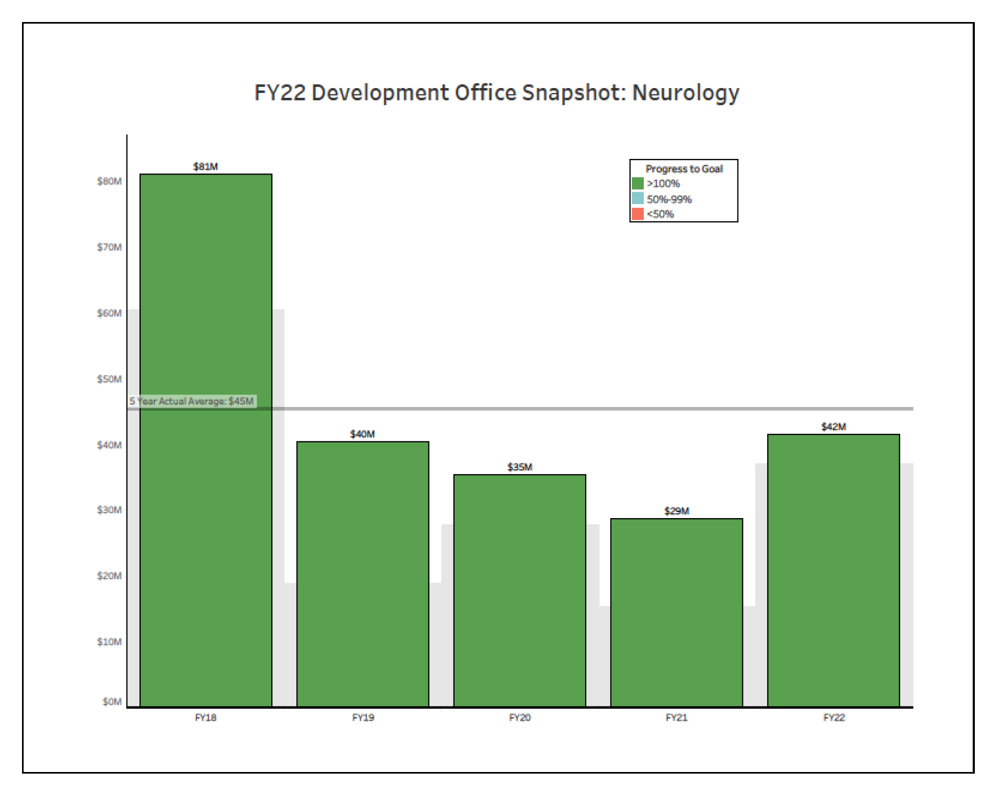 FY22 Development Office Snapshot: Neurology
$81M
Progress to Goal
>100%
50%-99%
<50%
$80M
$70M
$60M
$50M
5 Year Actual Average: $45M
$42M
$40M
$40M
$35M
$29M
$30M
$20M
$10M
$0M
FY18 FY19 FY20 FY21 FY22